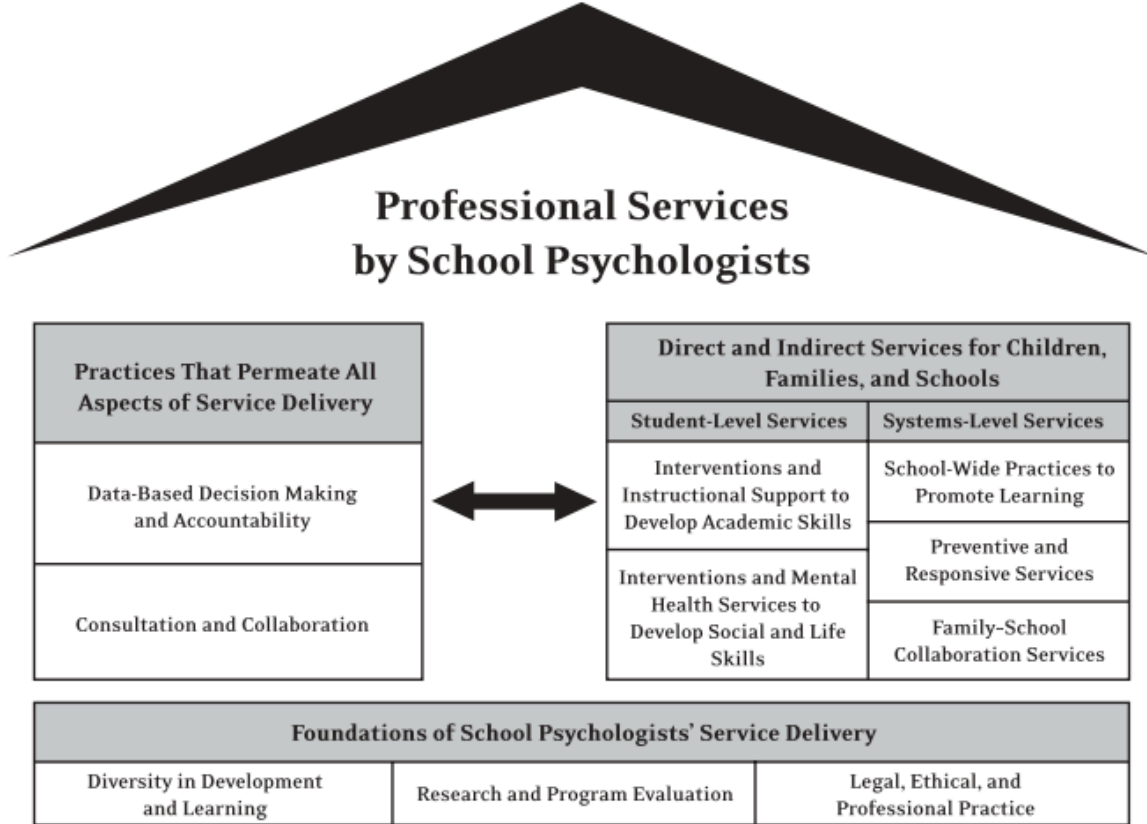 Professional Services
by School Psychologists
Practices That Permeate All
Aspects of Service Delivery
Data-Based Decision Making
and Accountability
Consultation and Collaboration
Direct and Indirect Services for Children,
Families, and Schools
Student-Level Services
Interventions and
Instructional Support to
Develop Academic Skills
Interventions and Mental
Health Services to
Develop Social and Life
Skills
Systems-Level Services
School-Wide Practices to
Promote Learning
Preventive and
Responsive Services
Family–School
Collaboration Services
Foundations of School Psychologists’ Service Delivery
Diversity in Development
and Learning
Research and Program Evaluation
Legal, Ethical, and
Professional Practice